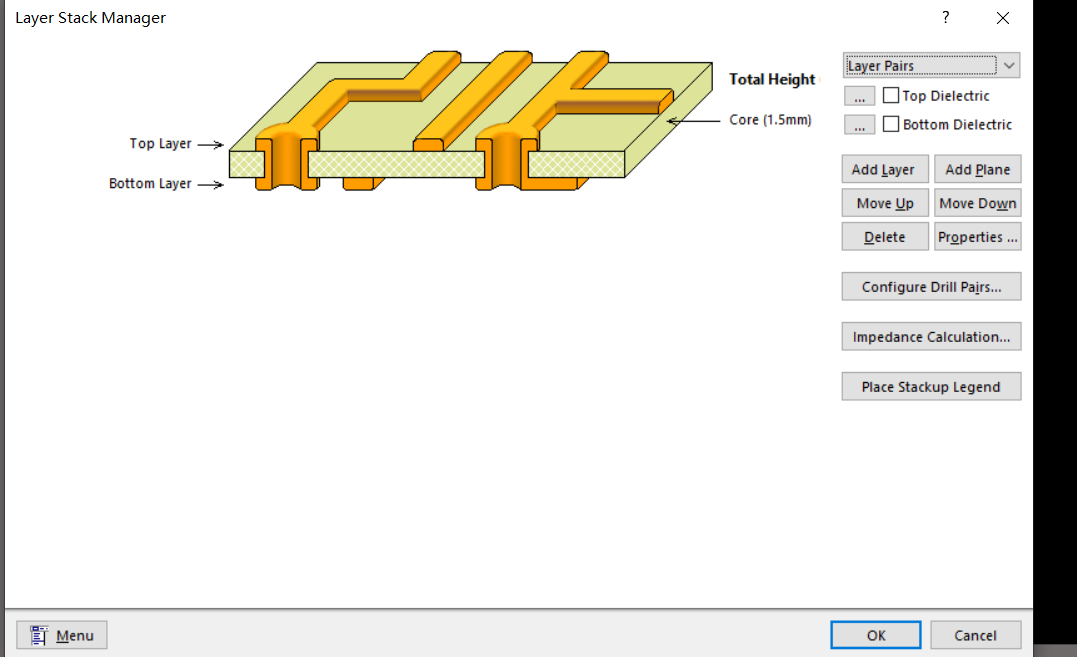 Layer Stack Manager
?
Total Height
Core (1.5mm)
Top Layer
Bottom Layer
Layer Pairs
... Top Dielectric
... Bottom Dielectric
Add Layer Add Plane
Move Up Move Down
Delete Properties ...
Configure Drill Pairs...
Impedance Calculation...
Place Stackup Legend
Menu
OK Cancel